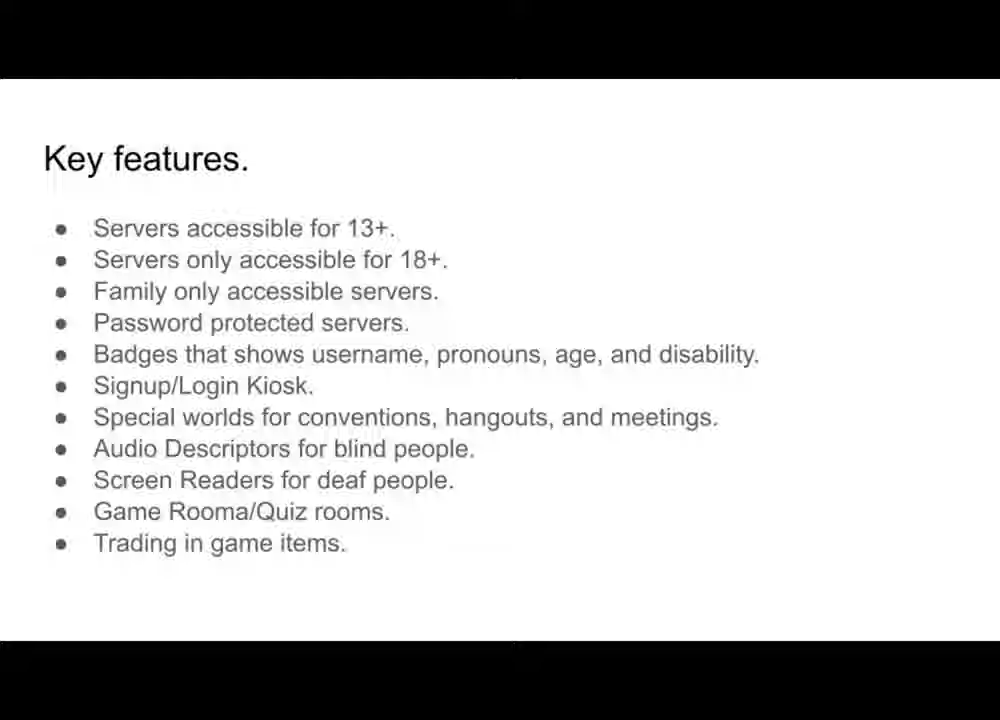 Key features.
● Servers accessible for 13+.
● Servers only accessible for 18+.
● Family only accessible servers.
● Password protected servers.
● Badges that shows username, pronouns, age, and disability.
● Signup/Login Kiosk.
● Special worlds for conventions, hangouts, and meetings.
● Audio Descriptors for blind people.
● Screen Readers for deaf people.
● Game Rooma/Quiz rooms.
● Trading in game items.